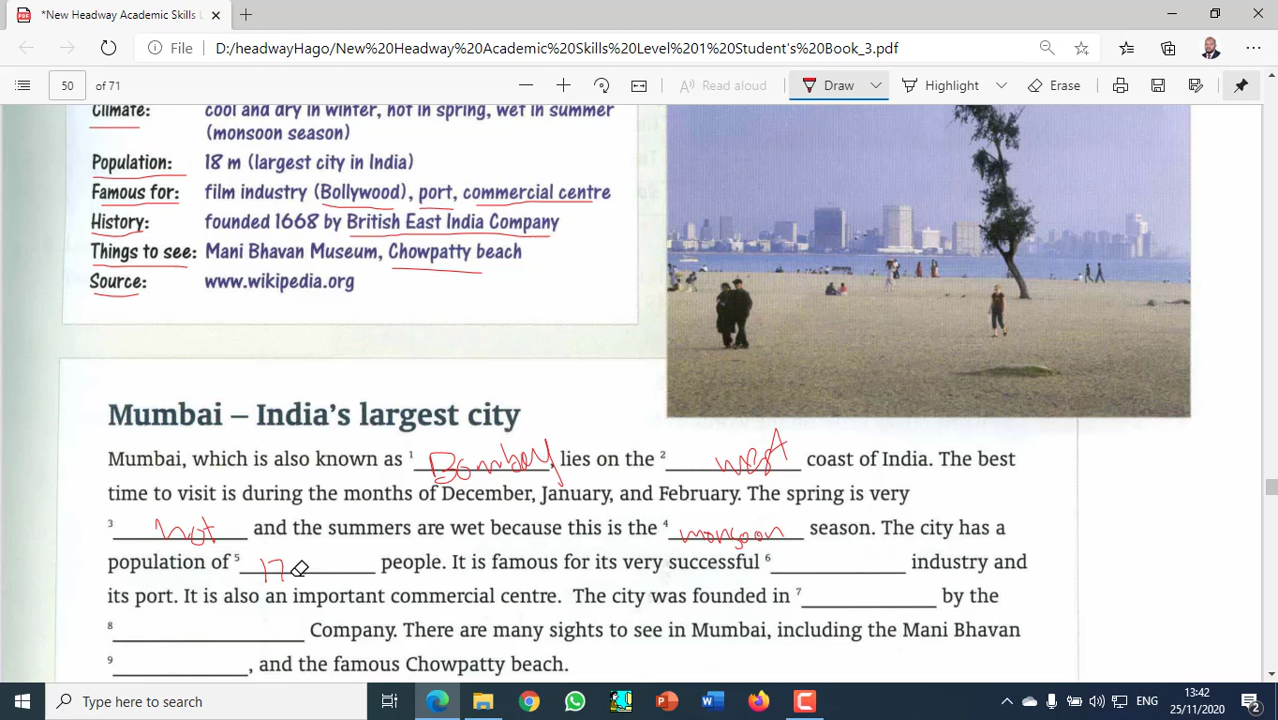 *New Headway Academic Skills L
File
D:/headwayHago/New%20Headway%20Academic%20Skills%20Level%201%20Student's%20Book_3.pdf
50 of 71
Read aloud
Draw
Highlight
Erase
Climate: cool and dry in winter, hot in spring, wet in summer
(monsoon season)
Population: 18 m (largest city in India)
Famous for: film industry (Bollywood), port, commercial centre
History: founded 1668 by British East India Company
Things to see: Mani Bhavan Museum, Chowpatty beach
Source: www.wikipedia.org
Mumbai – India's largest city
Mumbai, which is also known as 1 Bombay, lies on the 2 west coast of India. The best
time to visit is during the months of December, January, and February. The spring is very
3 hot and the summers are wet because this is the 4 monsoon season. The city has a
population of 5 17 people. It is famous for its very successful 6 ________ industry and
its port. It is also an important commercial centre. The city was founded in 7 ________ by the
8 ________ Company. There are many sights to see in Mumbai, including the Mani Bhavan
9 ________, and the famous Chowpatty beach.
Type here to search
ENG
13:42
25/11/2020
2